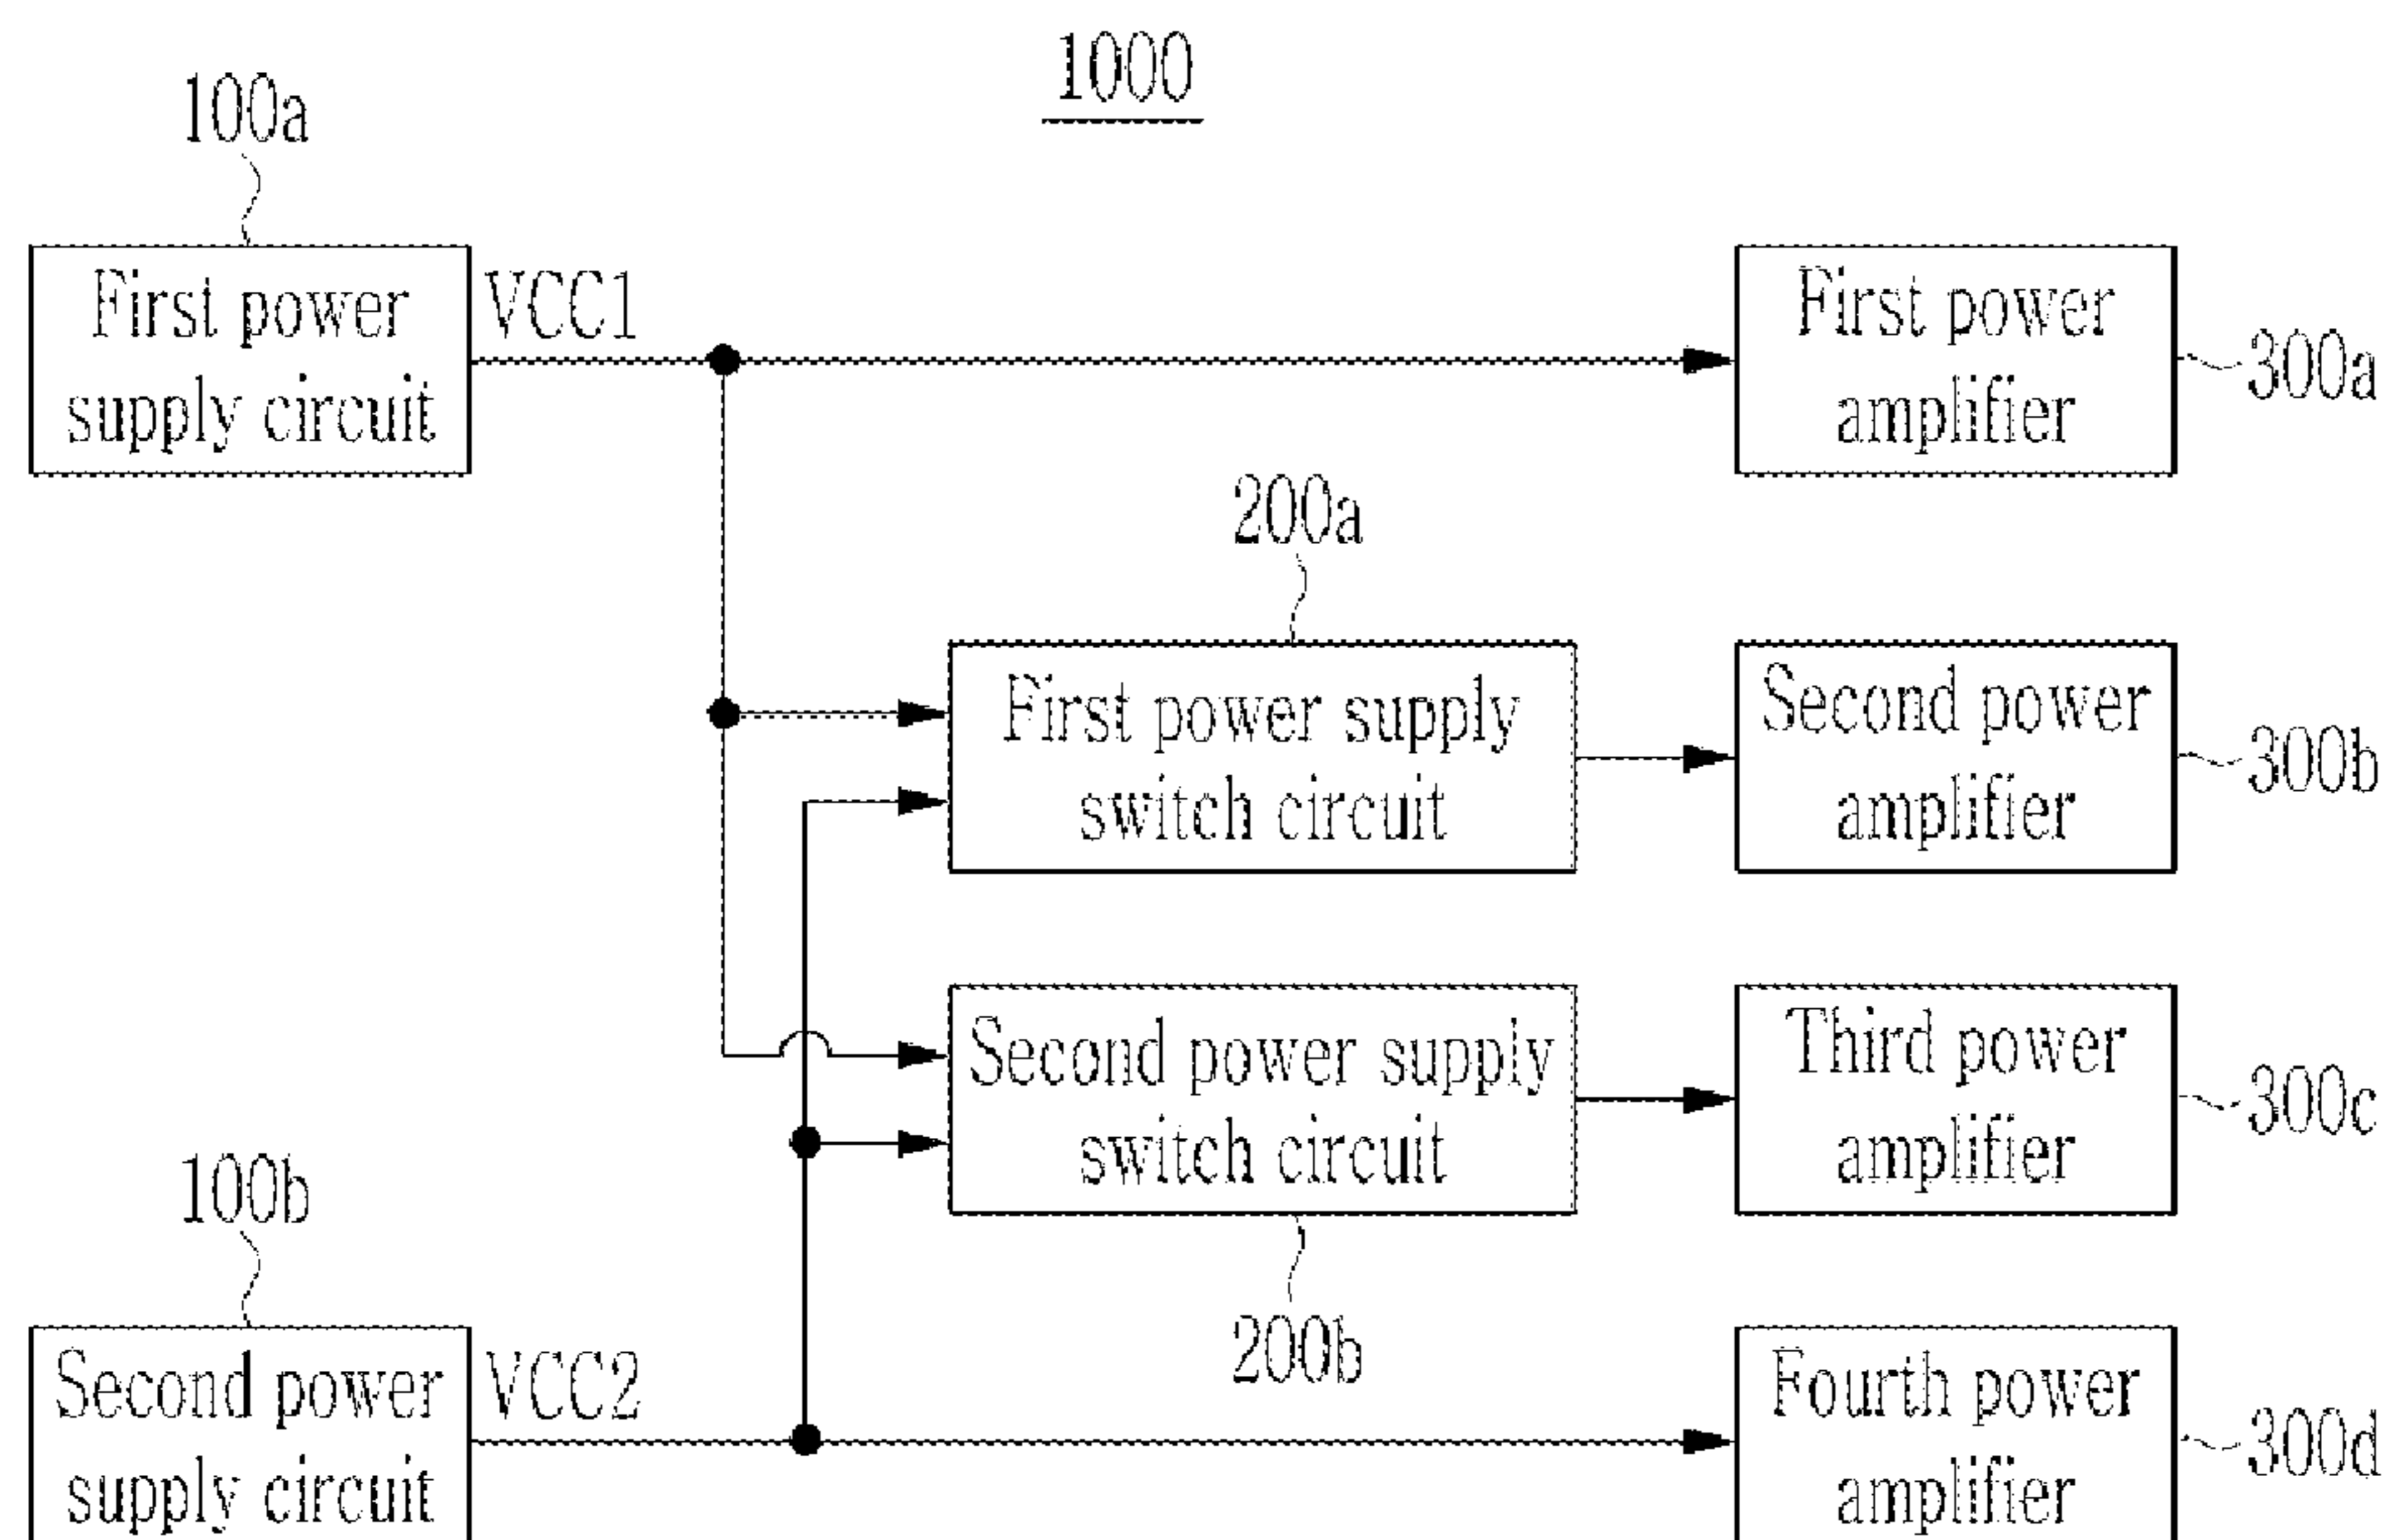 1000
100a
First power
supply circuit
VCC1
First power
amplifier
300a
200a
First power supply
switch circuit
Second power
amplifier
300b
Second power supply
switch circuit
Third power
amplifier
300c
200b
100b
Second power
supply circuit
VCC2
Fourth power
amplifier
300d